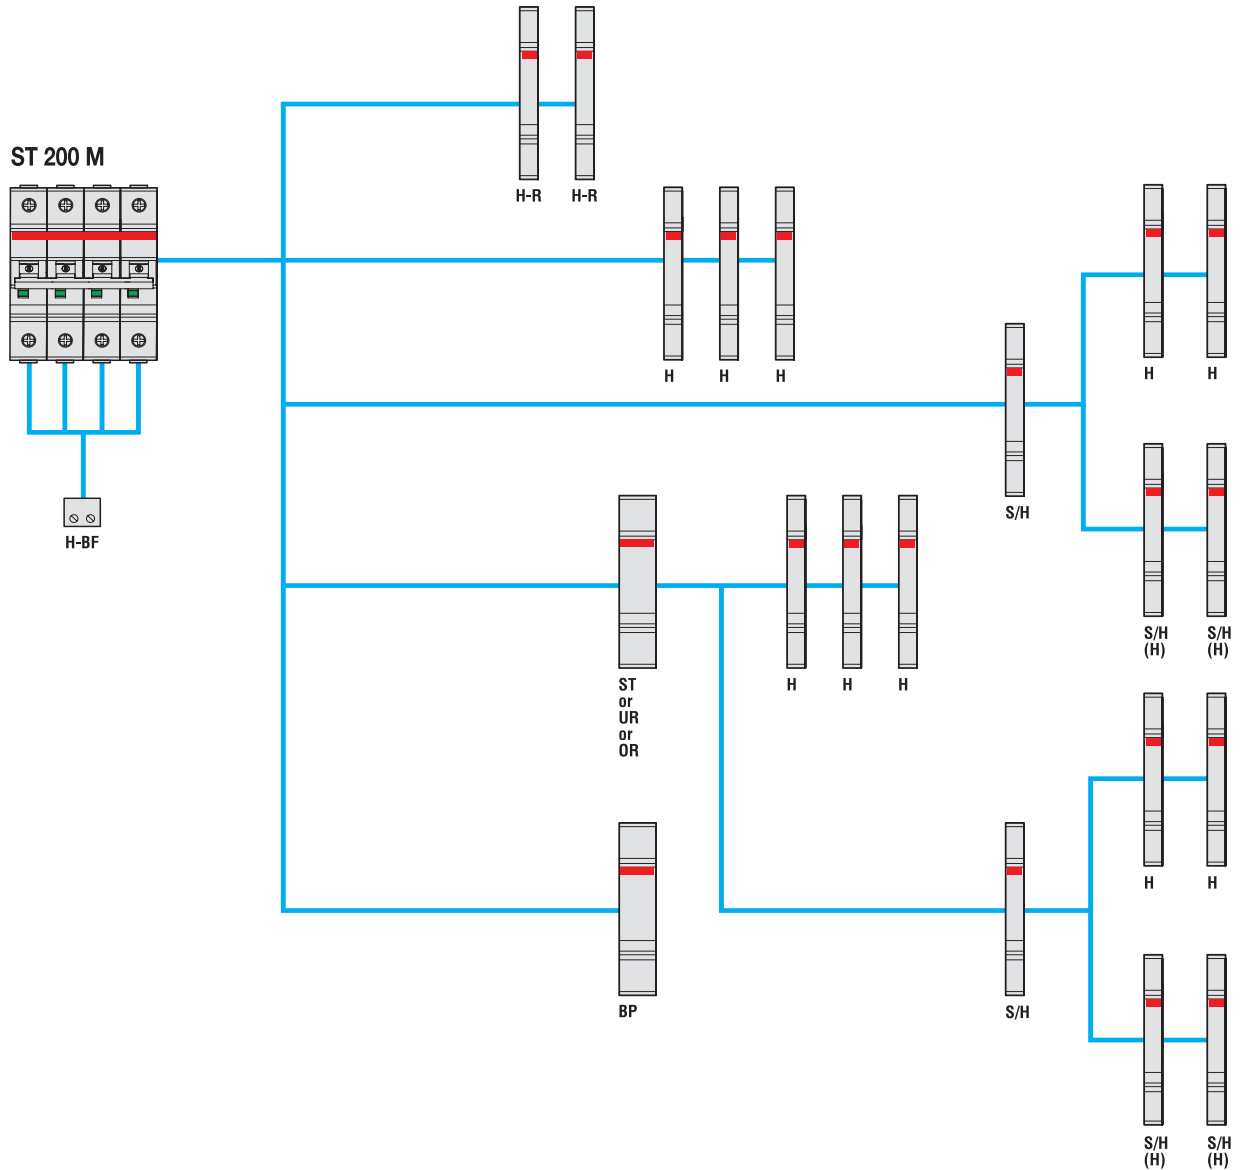 ST 200 M
H-R H-R
H H H
H H
H-BF
S/H
S/H
(H)
S/H
(H)
ST
or
UR
or
OR
H H H
H H
BP
S/H
S/H
(H)
S/H
(H)